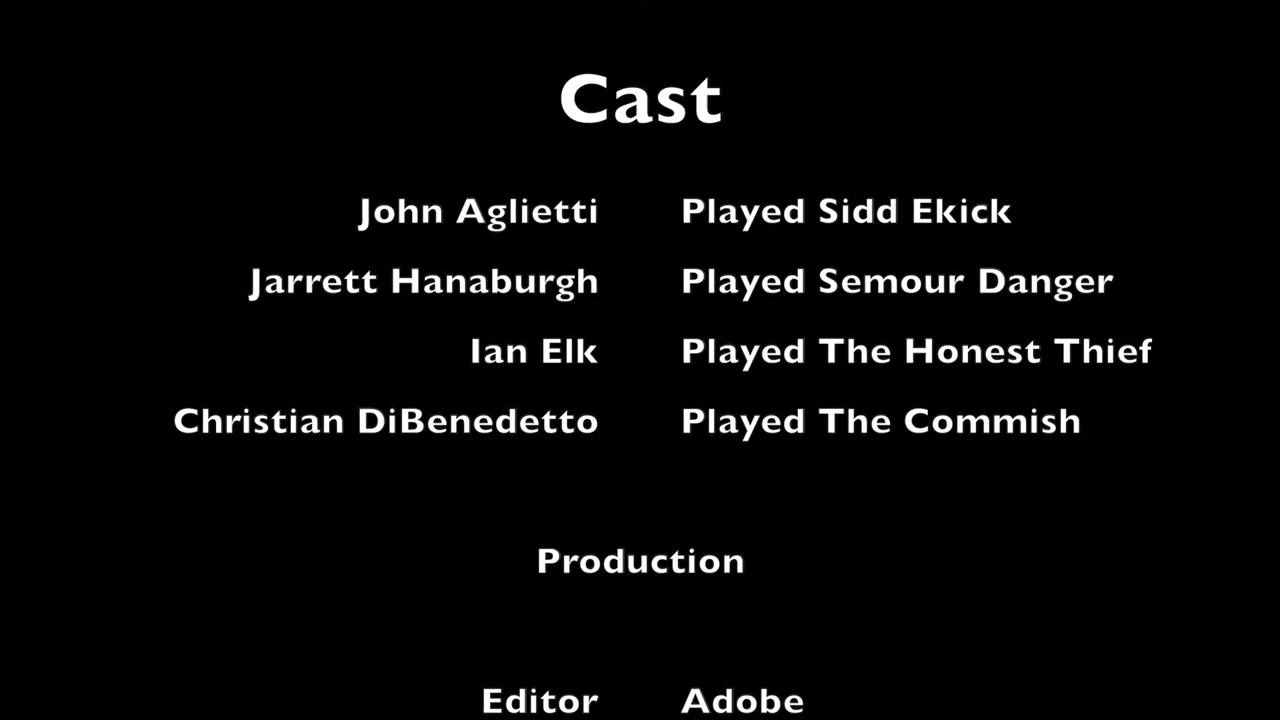 Cast
John Aglietti Played Sidd Ekick
Jarrett Hanaburgh Played Semour Danger
Ian Elk Played The Honest Thief
Christian DiBenedetto Played The Commish
Production
Editor Adobe